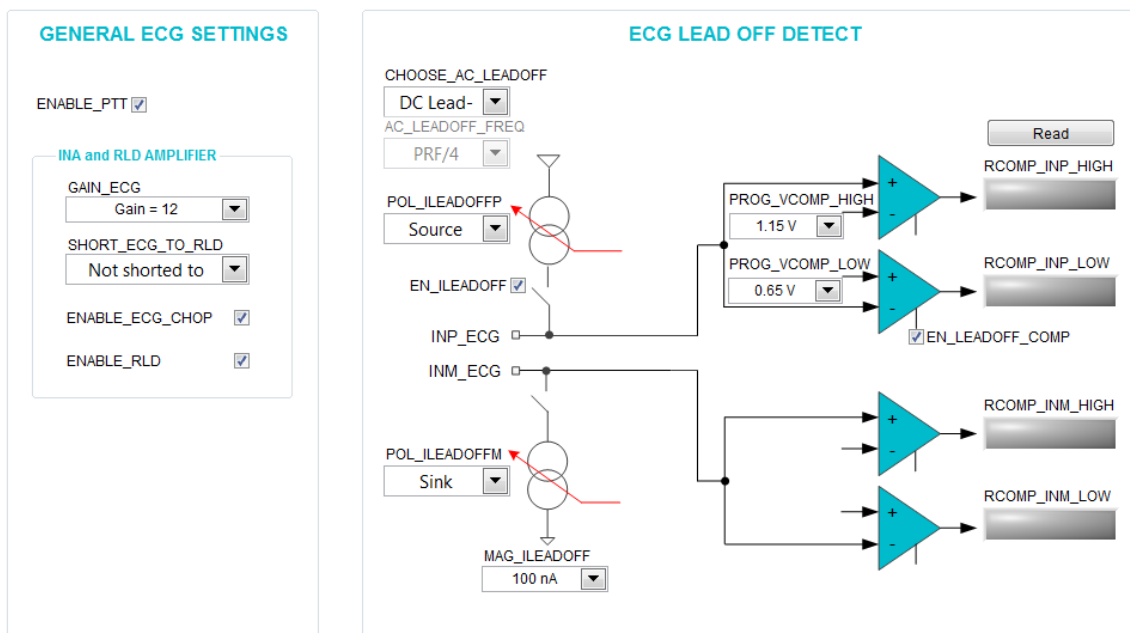 GENERAL ECG SETTINGS
ENABLE_PTT
INA and RLD AMPLIFIER
GAIN_ECG
Gain = 12
SHORT_ECG_TO_RLD
Not shorted to
ENABLE_ECG_CHOP
ENABLE_RLD
ECG LEAD OFF DETECT
CHOOSE_AC_LEADOFF
DC Lead-
AC_LEADOFF_FREQ
PRF/4
Read
RCOMP_INP_HIGH
POL_ILEADOFFP
Source
PROG_VCOMP_HIGH
1.15 V
+
-
PROG_VCOMP_LOW
0.65 V
+
-
RCOMP_INP_LOW
EN_ILEADOFF
EN_LEADOFF_COMP
INP_ECG
INM_ECG
RCOMP_INM_HIGH
+
-
POL_ILEADOFFM
Sink
RCOMP_INM_LOW
+
-
MAG_ILEADOFF
100 nA